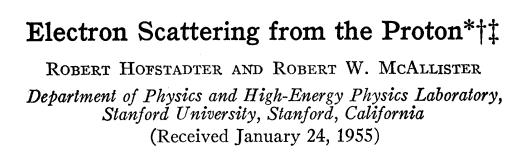 Electron Scattering from the Proton*†‡
ROBERT HOFSTADTER AND ROBERT W. MCALLISTER
Department of Physics and High-Energy Physics Laboratory,
Stanford University, Stanford, California
(Received January 24, 1955)